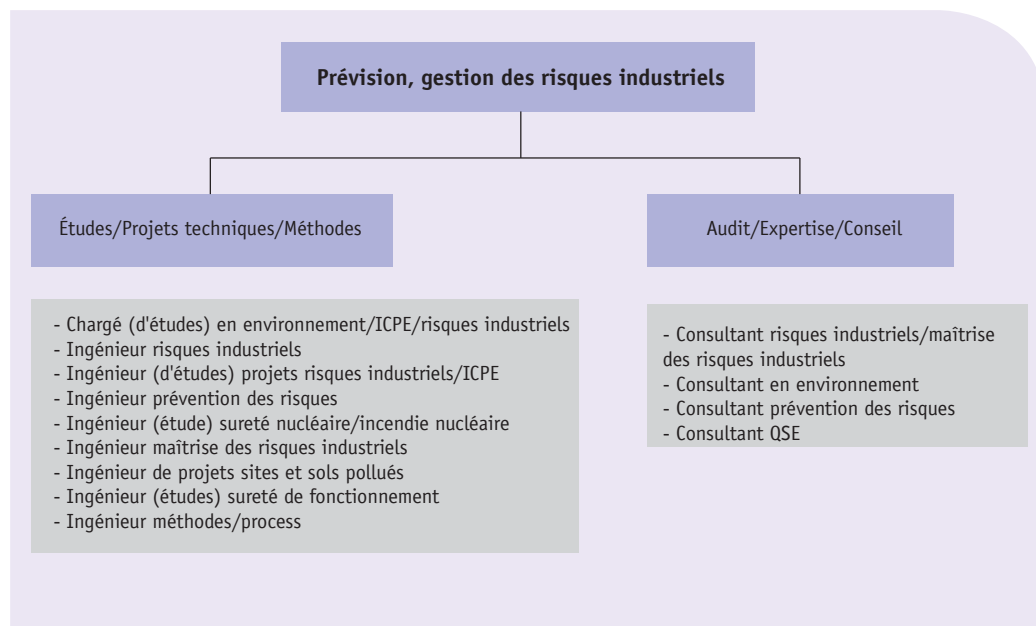 Prévision, gestion des risques industriels
Études/Projets techniques/Méthodes
- Chargé (d'études) en environnement/ICPE/risques industriels
- Ingénieur risques industriels
- Ingénieur (d'études) projets risques industriels/ICPE
- Ingénieur prévention des risques
- Ingénieur (étude) sureté nucléaire/incendie nucléaire
- Ingénieur maîtrise des risques industriels
- Ingénieur de projets sites et sols pollués
- Ingénieur (études) sureté de fonctionnement
- Ingénieur méthodes/process
Audit/Expertise/Conseil
- Consultant risques industriels/maîtrise
des risques industriels
- Consultant en environnement
- Consultant prévention des risques
- Consultant QSE